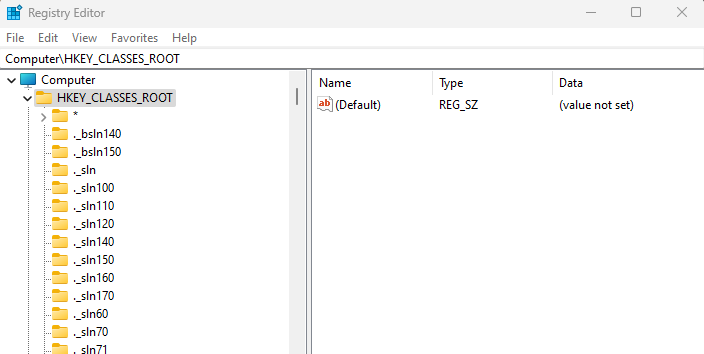 Registry Editor
File Edit View Favorites Help
Computer\HKEY_CLASSES_ROOT
Computer
HKEY_CLASSES_ROOT
*
._bsln140
._bsln150
._sln
._sln100
._sln110
._sln120
._sln140
._sln150
._sln160
._sln170
._sln60
._sln70
._sln71
Name Type Data
ab (Default) REG_SZ (value not set)